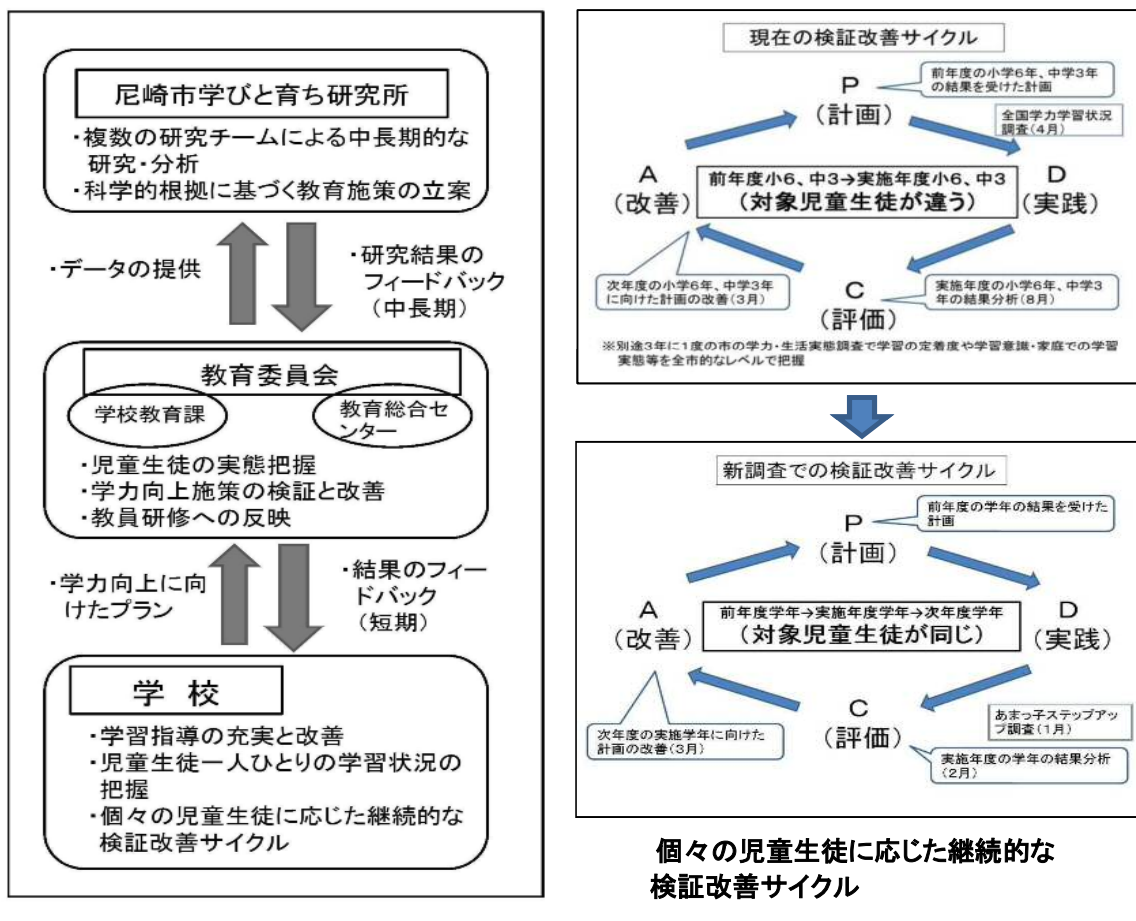 尼崎市学びと育ち研究所
・複数の研究チームによる中長期的な
研究・分析
・科学的根拠に基づく教育施策の立案
・データの提供
・研究結果の
フィードバック
(中長期)
教育委員会
学校教育課
教育総合セ
ンター
・児童生徒の実態把握
・学力向上施策の検証と改善
・教員研修への反映
・学力向上に向
けたプラン
・結果のフィー
ドバック
(短期)
学 校
・学習指導の充実と改善
・児童生徒一人ひとりの学習状況の
把握
・個々の児童生徒に応じた継続的な
検証改善サイクル
現在の検証改善サイクル
P
(計画)
前年度の小学6年、中学3年
の結果を受けた計画
全国学力学習状況
調査(4月)
A
(改善)
前年度小6、中3→実施年度小6、中3
(対象児童生徒が違う)
D
(実践)
次年度の小学6年、中学3年
に向けた計画の改善(3月)
C
(評価)
実施年度の小学6年、中学3
年の結果分析(8月)
※別途3年に1度の市の学力・生活実態調査で学習の定着度や学習意識・家庭での学習
実態等を全市的なレベルで把握
新調査での検証改善サイクル
P
(計画)
前年度の学年の結果を受けた
計画
A
(改善)
前年度学年→実施年度学年→次年度学年
(対象児童生徒が同じ)
D
(実践)
次年度の実施学年に向けた
計画の改善(3月)
C
(評価)
あまっ子ステップアッ
プ調査(1月)
実施年度の学年の結果分析
(2月)
個々の児童生徒に応じた継続的な
検証改善サイクル